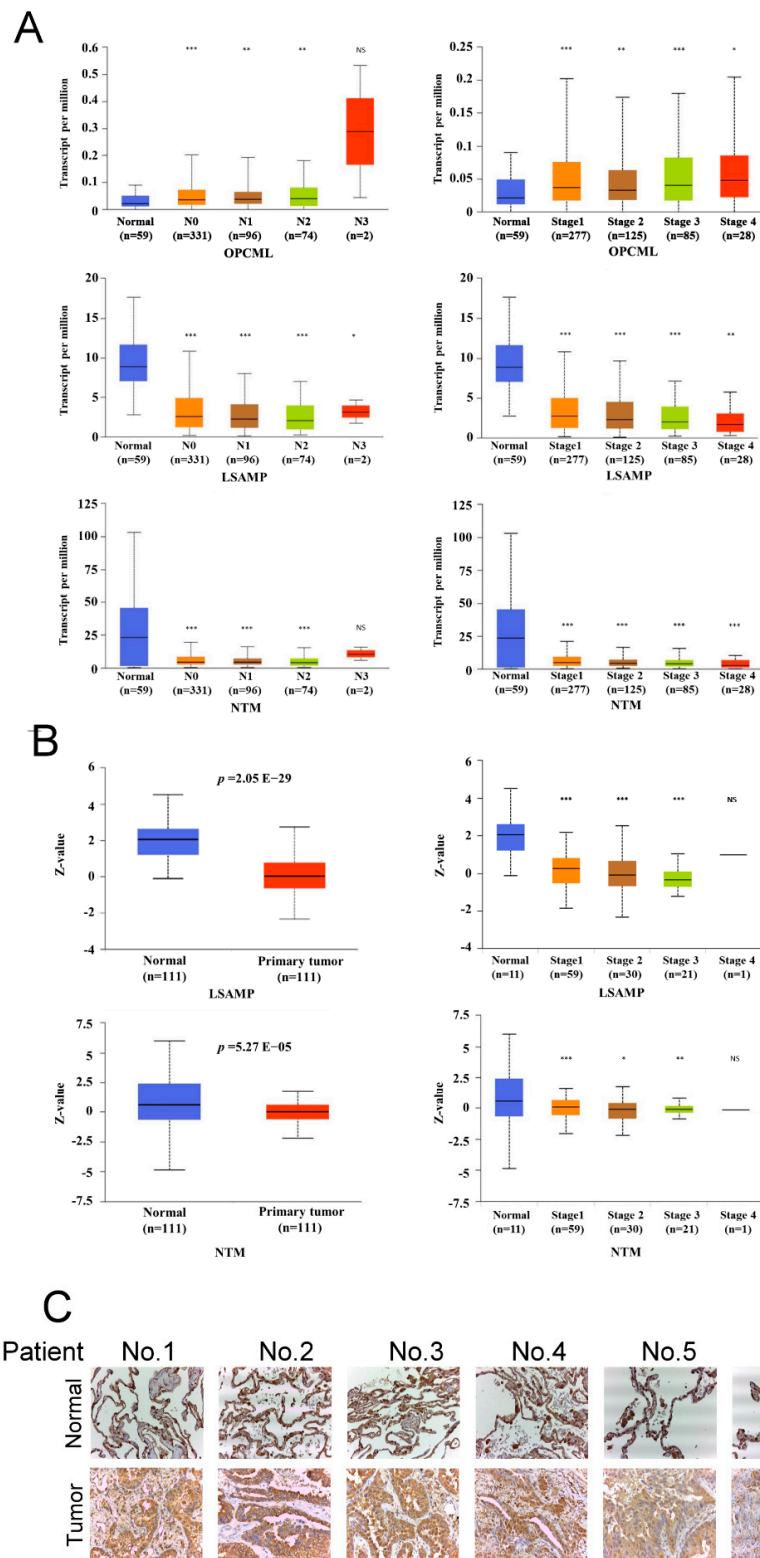 A
Transcript per million
0.6
0.5
0.4
0.3
0.2
0.1
0
***
**
**
NS
Normal
(n=59)
N0
(n=331)
N1
(n=96)
N2
(n=74)
N3
(n=2)
OPCML
Transcript per million
0.25
0.2
0.15
0.1
0.05
0
***
**
***
*
Normal
(n=59)
Stage1
(n=277)
Stage 2
(n=125)
Stage 3
(n=85)
Stage 4
(n=28)
OPCML
Transcript per million
20
15
10
5
0
***
***
***
*
Normal
(n=59)
N0
(n=331)
N1
(n=96)
N2
(n=74)
N3
(n=2)
LSAMP
Transcript per million
20
15
10
5
0
***
***
***
**
Normal
(n=59)
Stage1
(n=277)
Stage 2
(n=125)
Stage 3
(n=85)
Stage 4
(n=28)
LSAMP
Transcript per million
125
100
75
50
25
0
***
***
***
NS
Normal
(n=59)
N0
(n=331)
N1
(n=96)
N2
(n=74)
N3
(n=2)
NTM
Transcript per million
125
100
75
50
25
0
***
***
***
***
Normal
(n=59)
Stage1
(n=277)
Stage 2
(n=125)
Stage 3
(n=85)
Stage 4
(n=28)
NTM
B
Z-value
6
4
2
0
-2
-4
p =2.05 E−29
Normal
(n=111)
Primary tumor
(n=111)
LSAMP
Z-value
6
4
2
0
-2
-4
***
***
***
NS
Normal
(n=11)
Stage1
(n=59)
Stage 2
(n=30)
Stage 3
(n=21)
Stage 4
(n=1)
LSAMP
Z-value
7.5
5
2.5
0
-2.5
-5
-7.5
p =5.27 E−05
Normal
(n=111)
Primary tumor
(n=111)
NTM
Z-value
7.5
5
2.5
0
-2.5
-5
-7.5
***
*
**
NS
Normal
(n=11)
Stage1
(n=59)
Stage 2
(n=30)
Stage 3
(n=21)
Stage 4
(n=1)
NTM
C
Patient No.1 No.2 No.3 No.4 No.5
Normal
Tumor